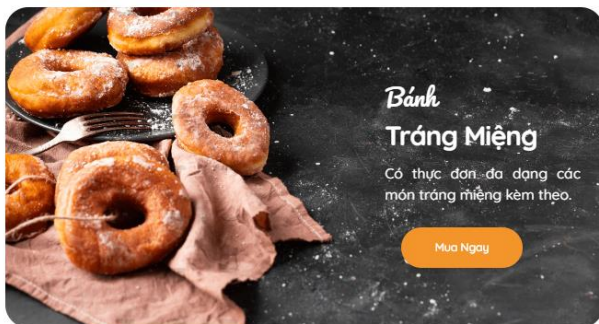 Bánh
Tráng Miệng
Có thực đơn đa dạng các
món tráng miệng kèm theo.
Mua Ngay